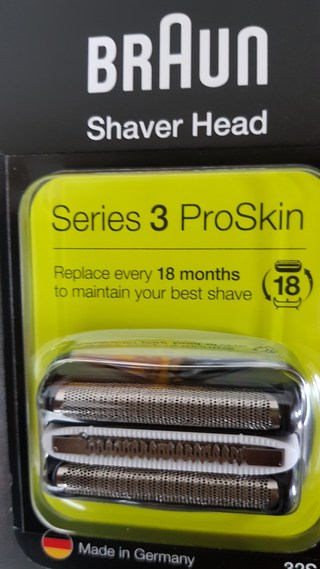 BRAUN
Shaver Head
Series 3 ProSkin
Replace every 18 months
to maintain your best shave
18
Made in Germany